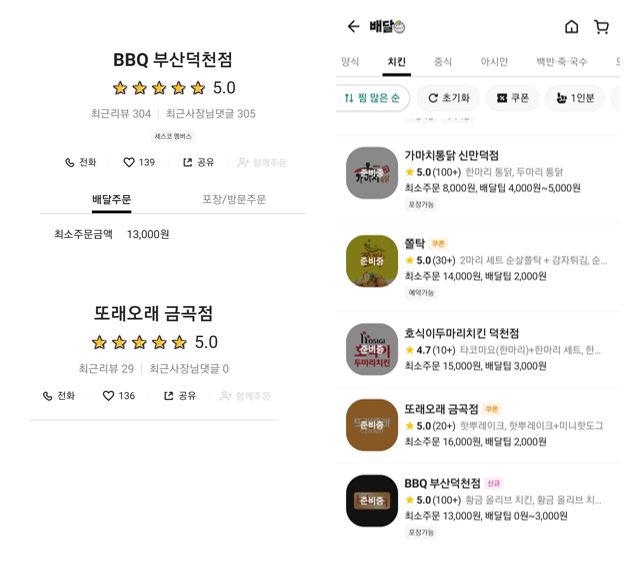 BBQ 부산덕천점
5.0
최근리뷰 304 | 최근사장님댓글 305
세스코 멤버스
전화 139 공유 함께주문
배달주문 포장/방문주문
최소주문금액 13,000원
또래오래 금곡점
5.0
최근리뷰 29 | 최근사장님댓글 0
전화 136 공유 함께주문
배달
양식 치킨 중식 아시안 백반·죽·국수
찜 많은 순 초기화 쿠폰 1인분
가마치통닭 신만덕점
준비중
5.0(100+) 한마리 통닭, 두마리 통닭
최소주문 8,000원, 배달팁 4,000원~5,000원
포장가능
쫄탁 쿠폰
준비중
5.0(30+) 2마리 세트 순살쫄탁 + 감자튀김, 순...
최소주문 14,000원, 배달팁 2,000원
예약가능
호식이두마리치킨 덕천점
HOSIGI
준비중
두마리치킨
4.7(10+) 타코마요(한마리)+한마리 세트, 한...
최소주문 15,000원, 배달팁 3,000원
또래오래 금곡점 쿠폰
준비중
5.0(20+) 핫뿌레이크, 핫뿌레이크+미니핫도그
최소주문 16,000원, 배달팁 2,000원
BBQ 부산덕천점 신규
준비중
5.0(100+) 황금 올리브 치킨, 황금 올리브 치...
최소주문 13,000원, 배달팁 0원~3,000원
포장가능